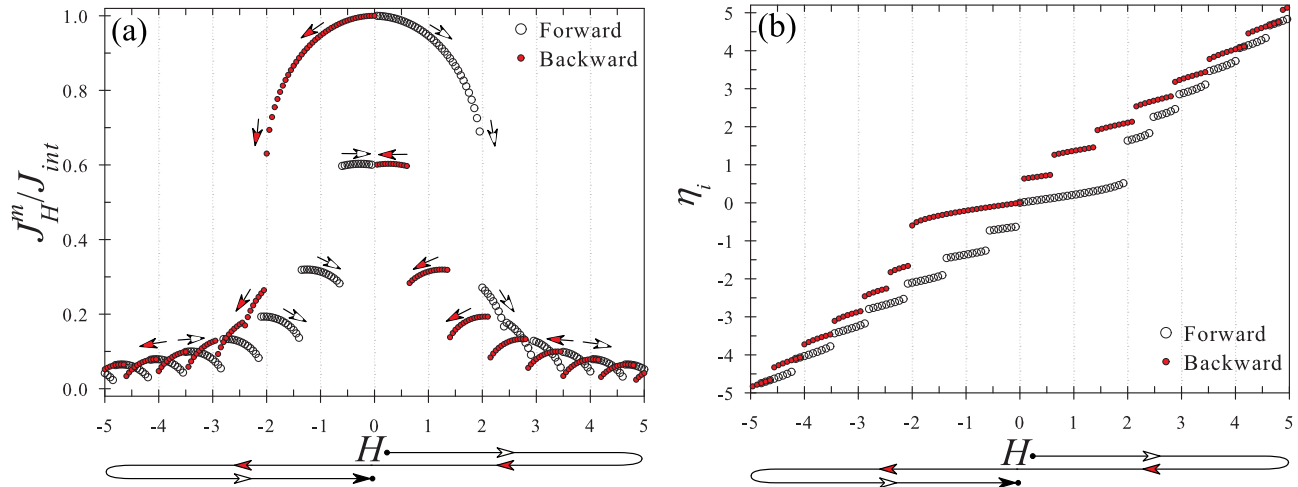 (a)
Forward
Backward
J_H^m/J_int
1.0
0.8
0.6
0.4
0.2
0.0
-5 -4 -3 -2 -1 0 1 2 3 4 5
H
(b)
η_i
5
4
3
2
1
0
-1
-2
-3
-4
-5
Forward
Backward
-5 -4 -3 -2 -1 0 1 2 3 4 5
H